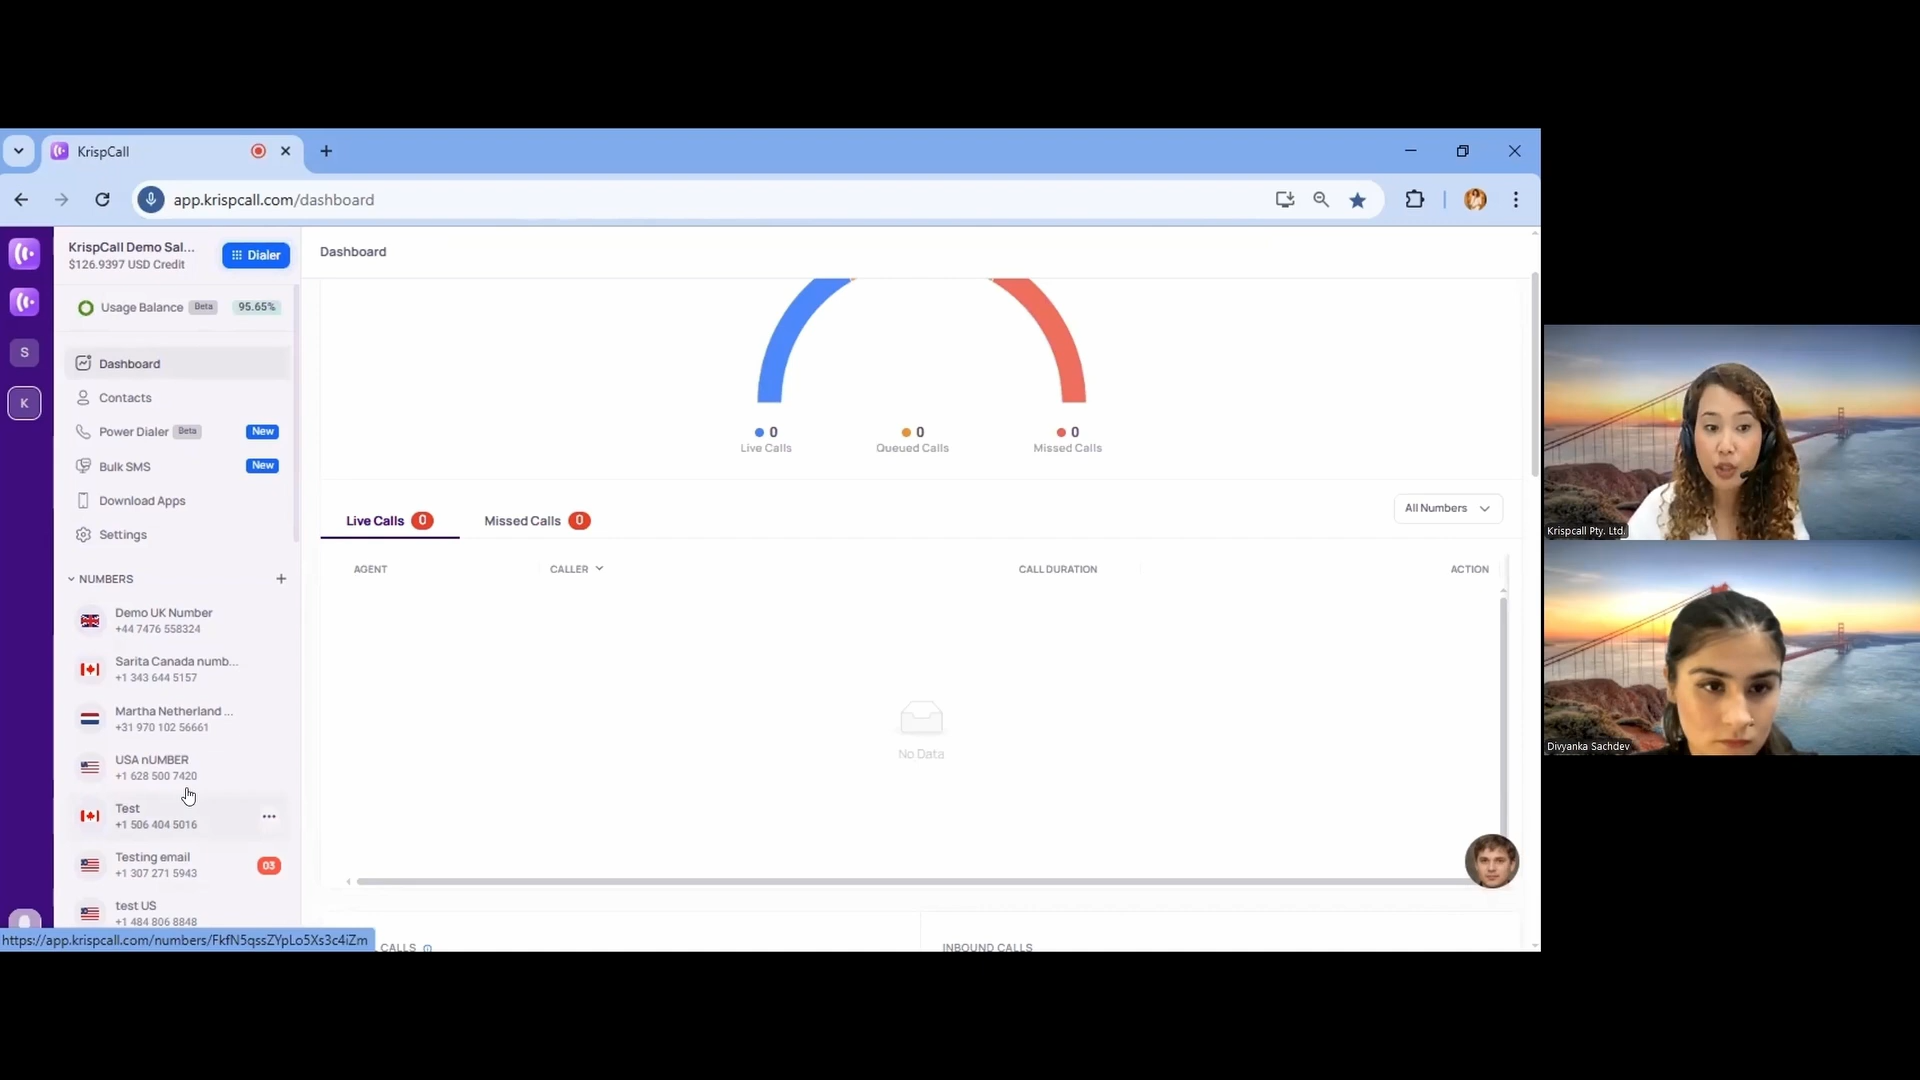 KrispCall
app.krispcall.com/dashboard
KrispCall Demo Sal...
$126.9397 USD Credit
Dialer
Usage Balance Beta 95.65%
S
K
Dashboard
Contacts
Power Dialer Beta New
Bulk SMS New
Download Apps
Settings
NUMBERS
Demo UK Number
+44 7476 558324
Sarita Canada numb...
+1 343 644 5157
Martha Netherland ...
+31 970 102 56661
USA nUMBER
+1 628 500 7420
Test
+1 506 404 5016
Testing email
+1 307 271 5943
03
test US
+1 484 806 8848
https://app.krispcall.com/numbers/FkfN5qssZYpLo5Xs3c4iZm
Dashboard
0
Live Calls
0
Queued Calls
0
Missed Calls
Live Calls 0
Missed Calls 0
All Numbers
AGENT CALLER CALL DURATION ACTION
No Data
CALLS
INBOUND CALLS
Krispcall Pty. Ltd.
Divyanka Sachdev